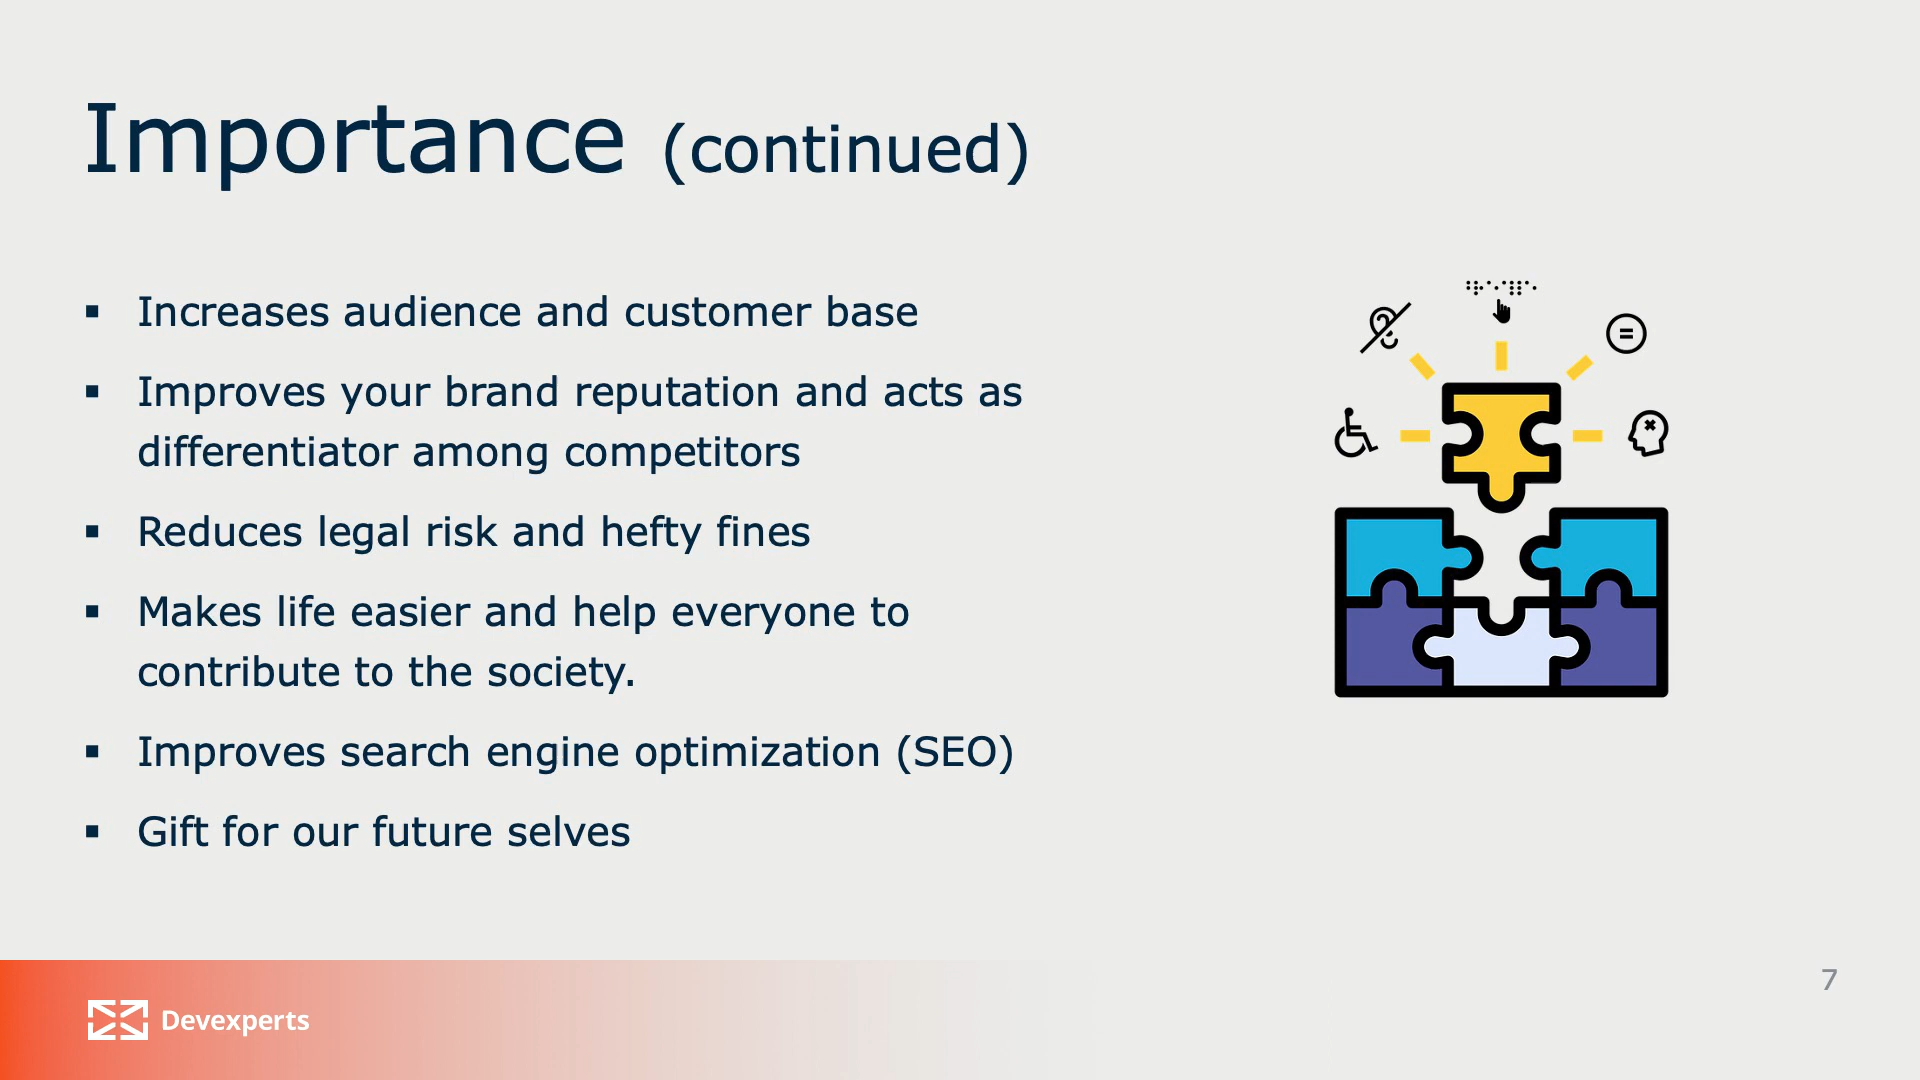 Importance (continued)
▪ Increases audience and customer base
▪ Improves your brand reputation and acts as
differentiator among competitors
▪ Reduces legal risk and hefty fines
▪ Makes life easier and help everyone to
contribute to the society.
▪ Improves search engine optimization (SEO)
▪ Gift for our future selves
7
Devexperts